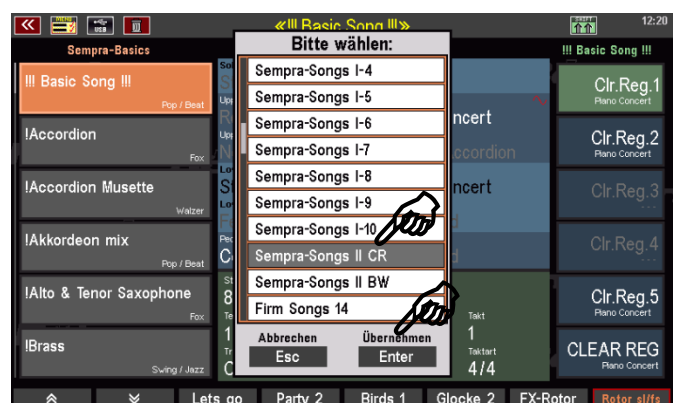 MENU
USB
«!!! Basic Song !!!»
SHIFT
12:20
Sempra-Basics
!!! Basic Song !!!
Pop / Beat
!Accordion
Fox
!Accordion Musette
Walzer
!Akkordeon mix
Pop / Beat
!Alto & Tenor Saxophone
Fox
!Brass
Swing / Jazz
Bitte wählen:
Sempra-Songs I-4
Sempra-Songs I-5
Sempra-Songs I-6
Sempra-Songs I-7
Sempra-Songs I-8
Sempra-Songs I-9
Sempra-Songs I-10
Sempra-Songs II CR
Sempra-Songs II BW
Firm Songs 14
Abbrechen
Übernehmen
Esc
Enter
ncert
ccordion
ncert
Takt
1
Taktart
4/4
!!! Basic Song !!!
Clr.Reg.1
Piano Concert
Clr.Reg.2
Piano Concert
Clr.Reg.3
---
Clr.Reg.4
---
Clr.Reg.5
Piano Concert
CLEAR REG
Piano Concert
Lets go
Party 2
Birds 1
Glocke 2
FX-Rotor
Rotor sl/fs